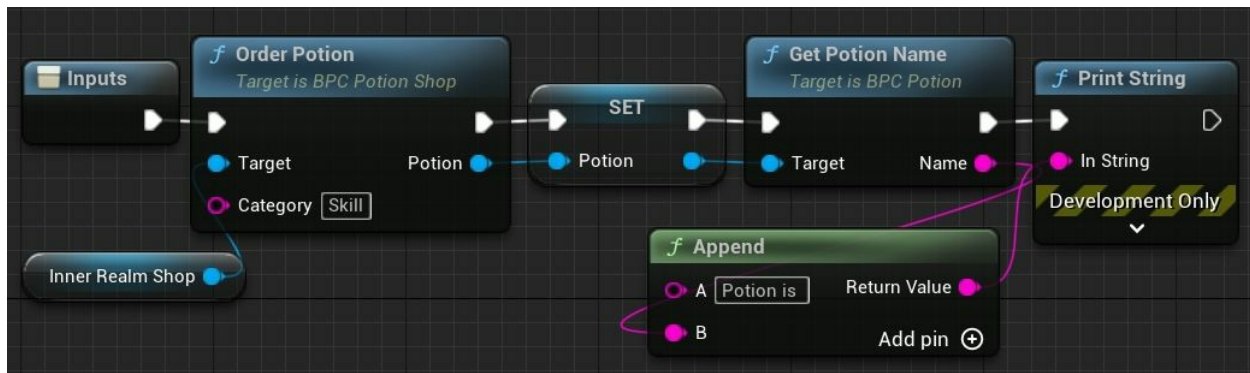 Inputs
f Order Potion
Target is BPC Potion Shop
Target
Potion
Category Skill
Inner Realm Shop
SET
Potion
f Get Potion Name
Target is BPC Potion
Target
Name
f Print String
In String
Development Only
f Append
A Potion is
Return Value
B
Add pin